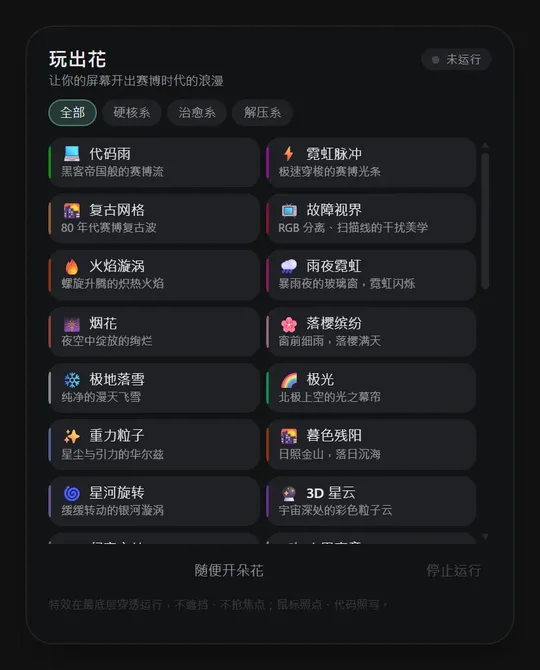 玩出花
未运行
让你的屏幕开出赛博时代的浪漫
全部 硬核系 治愈系 解压系
代码雨
黑客帝国般的赛博流
霓虹脉冲
极速穿梭的赛博光条
复古网格
80 年代赛博复古波
故障视界
RGB 分离·扫描线的干扰美学
火焰漩涡
螺旋升腾的炽热火焰
雨夜霓虹
暴雨夜的玻璃窗，霓虹闪烁
烟花
夜空中绽放的绚烂
落樱缤纷
窗前细雨，落樱满天
极地落雪
纯净的漫天飞雪
极光
北极上空的光之幕帘
重力粒子
星尘与引力的华尔兹
暮色残阳
日照金山，落日沉海
星河旋转
缓缓转动的银河漩涡
3D 星云
宇宙深处的彩色粒子云
随便开朵花
停止运行
特效在最底层穿透运行，不遮挡·不抢焦点；鼠标照点·代码照写。